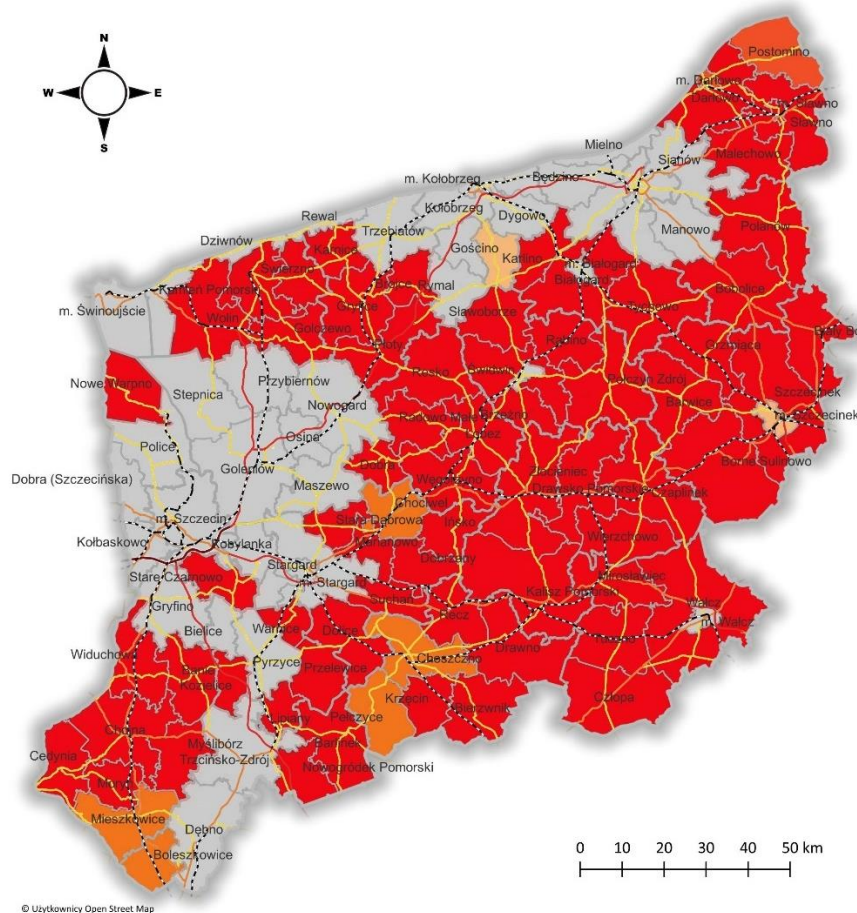 N
W E
S
Postomino
m. Darłowo
Darłowo
m. Sławno
Sławno
Malechowo
Mielno
Sianów
Będzino
m. Kołobrzeg
Kołobrzeg
Dygowo
Polanów
Manowo
Rewal
Trzebiatów
Gościno
Dziwnów
Karnice
Karlino
m. Białogard
Białogard
Świerzno
Kamień Pomorski
Brojce
Rymań
Bobolice
m. Świnoujście
Wolin
Gryfice
Sławoborze
Tychowo
Golczewo
Rąbino
Grzmiąca
Płoty
Resko
Świdwin
Połczyn Zdrój
Szczecinek
Nowe Warpno
Przybiernów
Stepnica
Nowogard
Barwice
m. Szczecinek
Radowo Małe
Brzeżno
Osina
Łobez
Police
Goleniów
Dobra
Borne Sulinowo
Dobra (Szczecińska)
Maszewo
Węgorzyno
Złocieniec
Drawsko Pomorskie
Czaplinek
Chociwel
m. Szczecin
Stara Dąbrowa
Ińsko
Kołbaskowo
Kobylanka
Marianowo
Wierzchowo
Stargard
Dobrzany
Stare Czarnowo
m. Stargard
Mirosławiec
Suchań
Kalisz Pomorski
Gryfino
Recz
Wałcz
m. Wałcz
Bielice
Warnice
Dolice
Tuczno
Widuchowa
Pyrzyce
Przelewice
Choszczno
Drawno
Banie
Kozielice
Krzęcin
Człopa
Lipiany
Pełczyce
Bierzwnik
Chojna
Myślibórz
Barlinek
Cedynia
Trzcińsko-Zdrój
Nowogródek Pomorski
Moryń
Mieszkowice
Dębno
Boleszkowice
0 10 20 30 40 50 km
© Użytkownicy Open Street Map